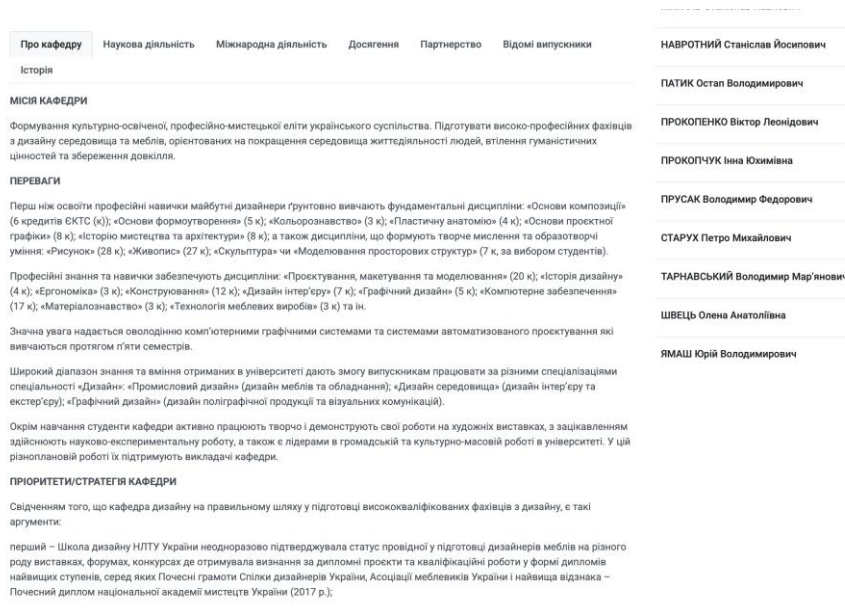 Про кафедру Наукова діяльність Міжнародна діяльність Досягення Партнерство Відомі випускники
Історія
МІСІЯ КАФЕДРИ
Формування культурно-освіченої, професійно-мистецької еліти українського суспільства. Підготувати високо-професійних фахівців
з дизайну середовища та меблів, орієнтованих на покращення середовища життєдіяльності людей, втілення гуманістичних
цінностей та збереження довкілля.
ПЕРЕВАГИ
Перш ніж освоїти професійні навички майбутні дизайнери ґрунтовно вивчають фундаментальні дисципліни: «Основи композиції»
(6 кредитів ЄКТС (к)); «Основи формоутворення» (5 к); «Кольорознавство» (3 к); «Пластичну анатомію» (4 к); «Основи проєктної
графіки» (8 к); «Історію мистецтва та архітектури» (8 к); а також дисципліни, що формують творче мислення та образотворчі
уміння: «Рисунок» (28 к); «Живопис» (27 к); «Скульптура» чи «Моделювання просторових структур» (7 к, за вибором студентів).
Професійні знання та навички забезпечують дисципліни: «Проєктування, макетування та моделювання» (20 к); «Історія дизайну»
(4 к); «Ергономіка» (3 к); «Конструювання» (12 к); «Дизайн інтер’єру» (7 к); «Графічний дизайн» (5 к); «Компютерне забезпечення»
(17 к); «Матеріалознавство» (3 к); «Технологія меблевих виробів» (3 к) та ін.
Значна увага надається оволодінню комп’ютерними графічними системами та системами автоматизованого проєктування які
вивчаються протягом п’яти семестрів.
Широкий діапазон знання та вміння отриманих в університеті дають змогу випускникам працювати за різними спеціалізаціями
спеціальності «Дизайн»: «Промисловий дизайн» (дизайн меблів та обладнання); «Дизайн середовища» (дизайн інтер’єру та
екстер’єру); «Графічний дизайн» (дизайн поліграфічної продукції та візуальних комунікацій).
Окрім навчання студенти кафедри активно працюють творчо і демонструють свої роботи на художніх виставках, з зацікавленням
здійснюють науково-експериментальну роботу, а також є лідерами в громадській та культурно-масовій роботі в університеті. У цій
різноплановій роботі їх підтримують викладачі кафедри.
ПРІОРИТЕТИ/СТРАТЕГІЯ КАФЕДРИ
Свідченням того, що кафедра дизайну на правильному шляху у підготовці висококваліфікованих фахівців з дизайну, є такі
аргументи:
перший – Школа дизайну НЛТУ України неодноразово підтверджувала статус провідної у підготовці дизайнерів меблів на різного
роду виставках, форумах, конкурсах де отримувала визнання за дипломні проєкти та кваліфікаційні роботи у формі дипломів
найвищих ступенів, серед яких Почесні грамоти Спілки дизайнерів України, Асоціації меблевиків України і найвища відзнака –
Почесний диплом національної академії мистецтв України (2017 р.);
НАВРОТНИЙ Станіслав Йосипович
ПАТИК Остап Володимирович
ПРОКОПЕНКО Віктор Леонідович
ПРОКОПЧУК Інна Юхимівна
ПРУСАК Володимир Федорович
СТАРУХ Петро Михайлович
ТАРНАВСЬКИЙ Володимир Мар’янович
ШВЕЦЬ Олена Анатоліївна
ЯМАШ Юрій Володимирович